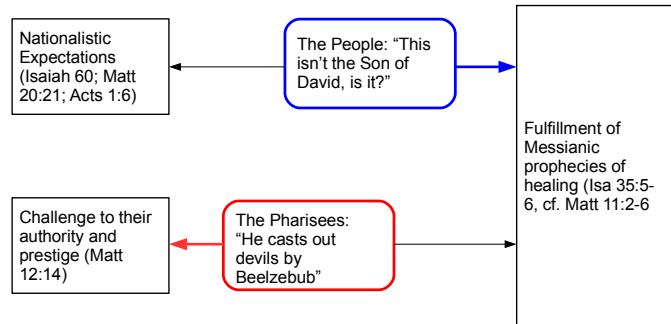 Nationalistic
Expectations
(Isaiah 60; Matt
20:21; Acts 1:6)
The People: “This
isn’t the Son of
David, is it?”
Fulfillment of
Messianic
prophecies of
healing (Isa 35:5-
6, cf. Matt 11:2-6
Challenge to their
authority and
prestige (Matt
12:14)
The Pharisees:
“He casts out
devils by
Beelzebub”